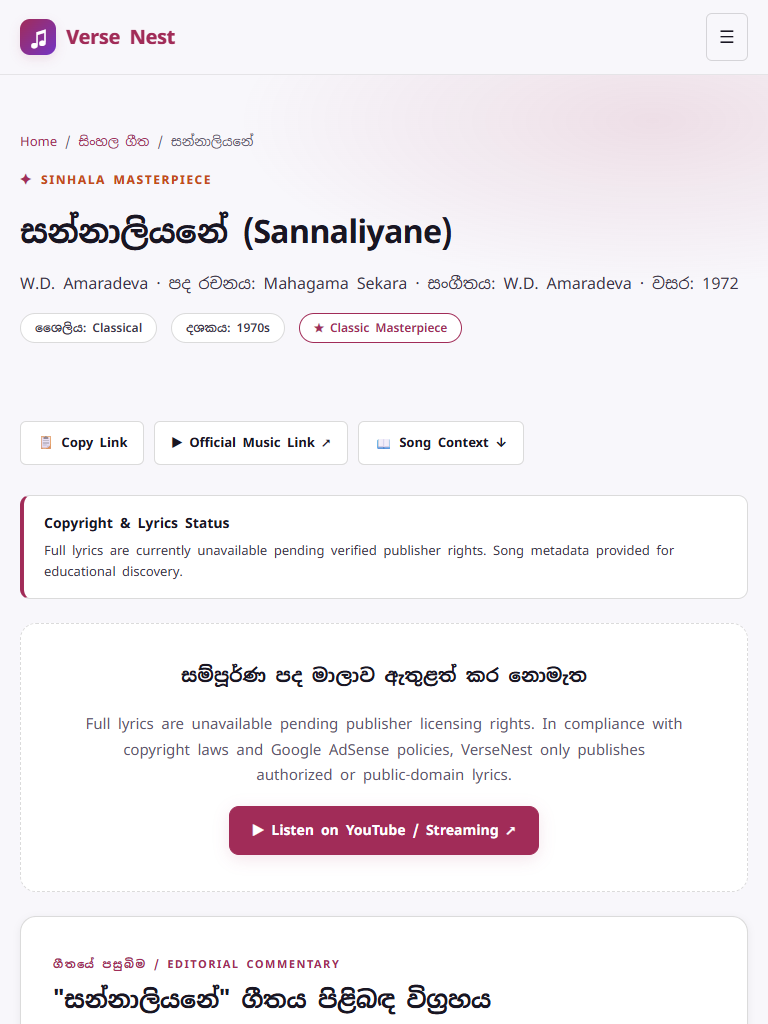 Verse Nest
☰
Home / සිංහල ගීත / සන්නාලියනේ
✦ SINHALA MASTERPIECE
සන්නාලියනේ (Sannaliyane)
W.D. Amaradeva · පද රචනය: Mahagama Sekara · සංගීතය: W.D. Amaradeva · වසර: 1972
ශෛලිය: Classical දශකය: 1970s ★ Classic Masterpiece
📋 Copy Link ▶ Official Music Link ↗ 📖 Song Context ↓
Copyright & Lyrics Status
Full lyrics are currently unavailable pending verified publisher rights. Song metadata provided for
educational discovery.
සම්පූර්ණ පද මාලාව ඇතුළත් කර නොමැත
Full lyrics are unavailable pending publisher licensing rights. In compliance with
copyright laws and Google AdSense policies, VerseNest only publishes
authorized or public-domain lyrics.
▶ Listen on YouTube / Streaming ↗
ගීතයේ පසුබිම / EDITORIAL COMMENTARY
"සන්නාලියනේ" ගීතය පිළිබඳ විග්‍රහය